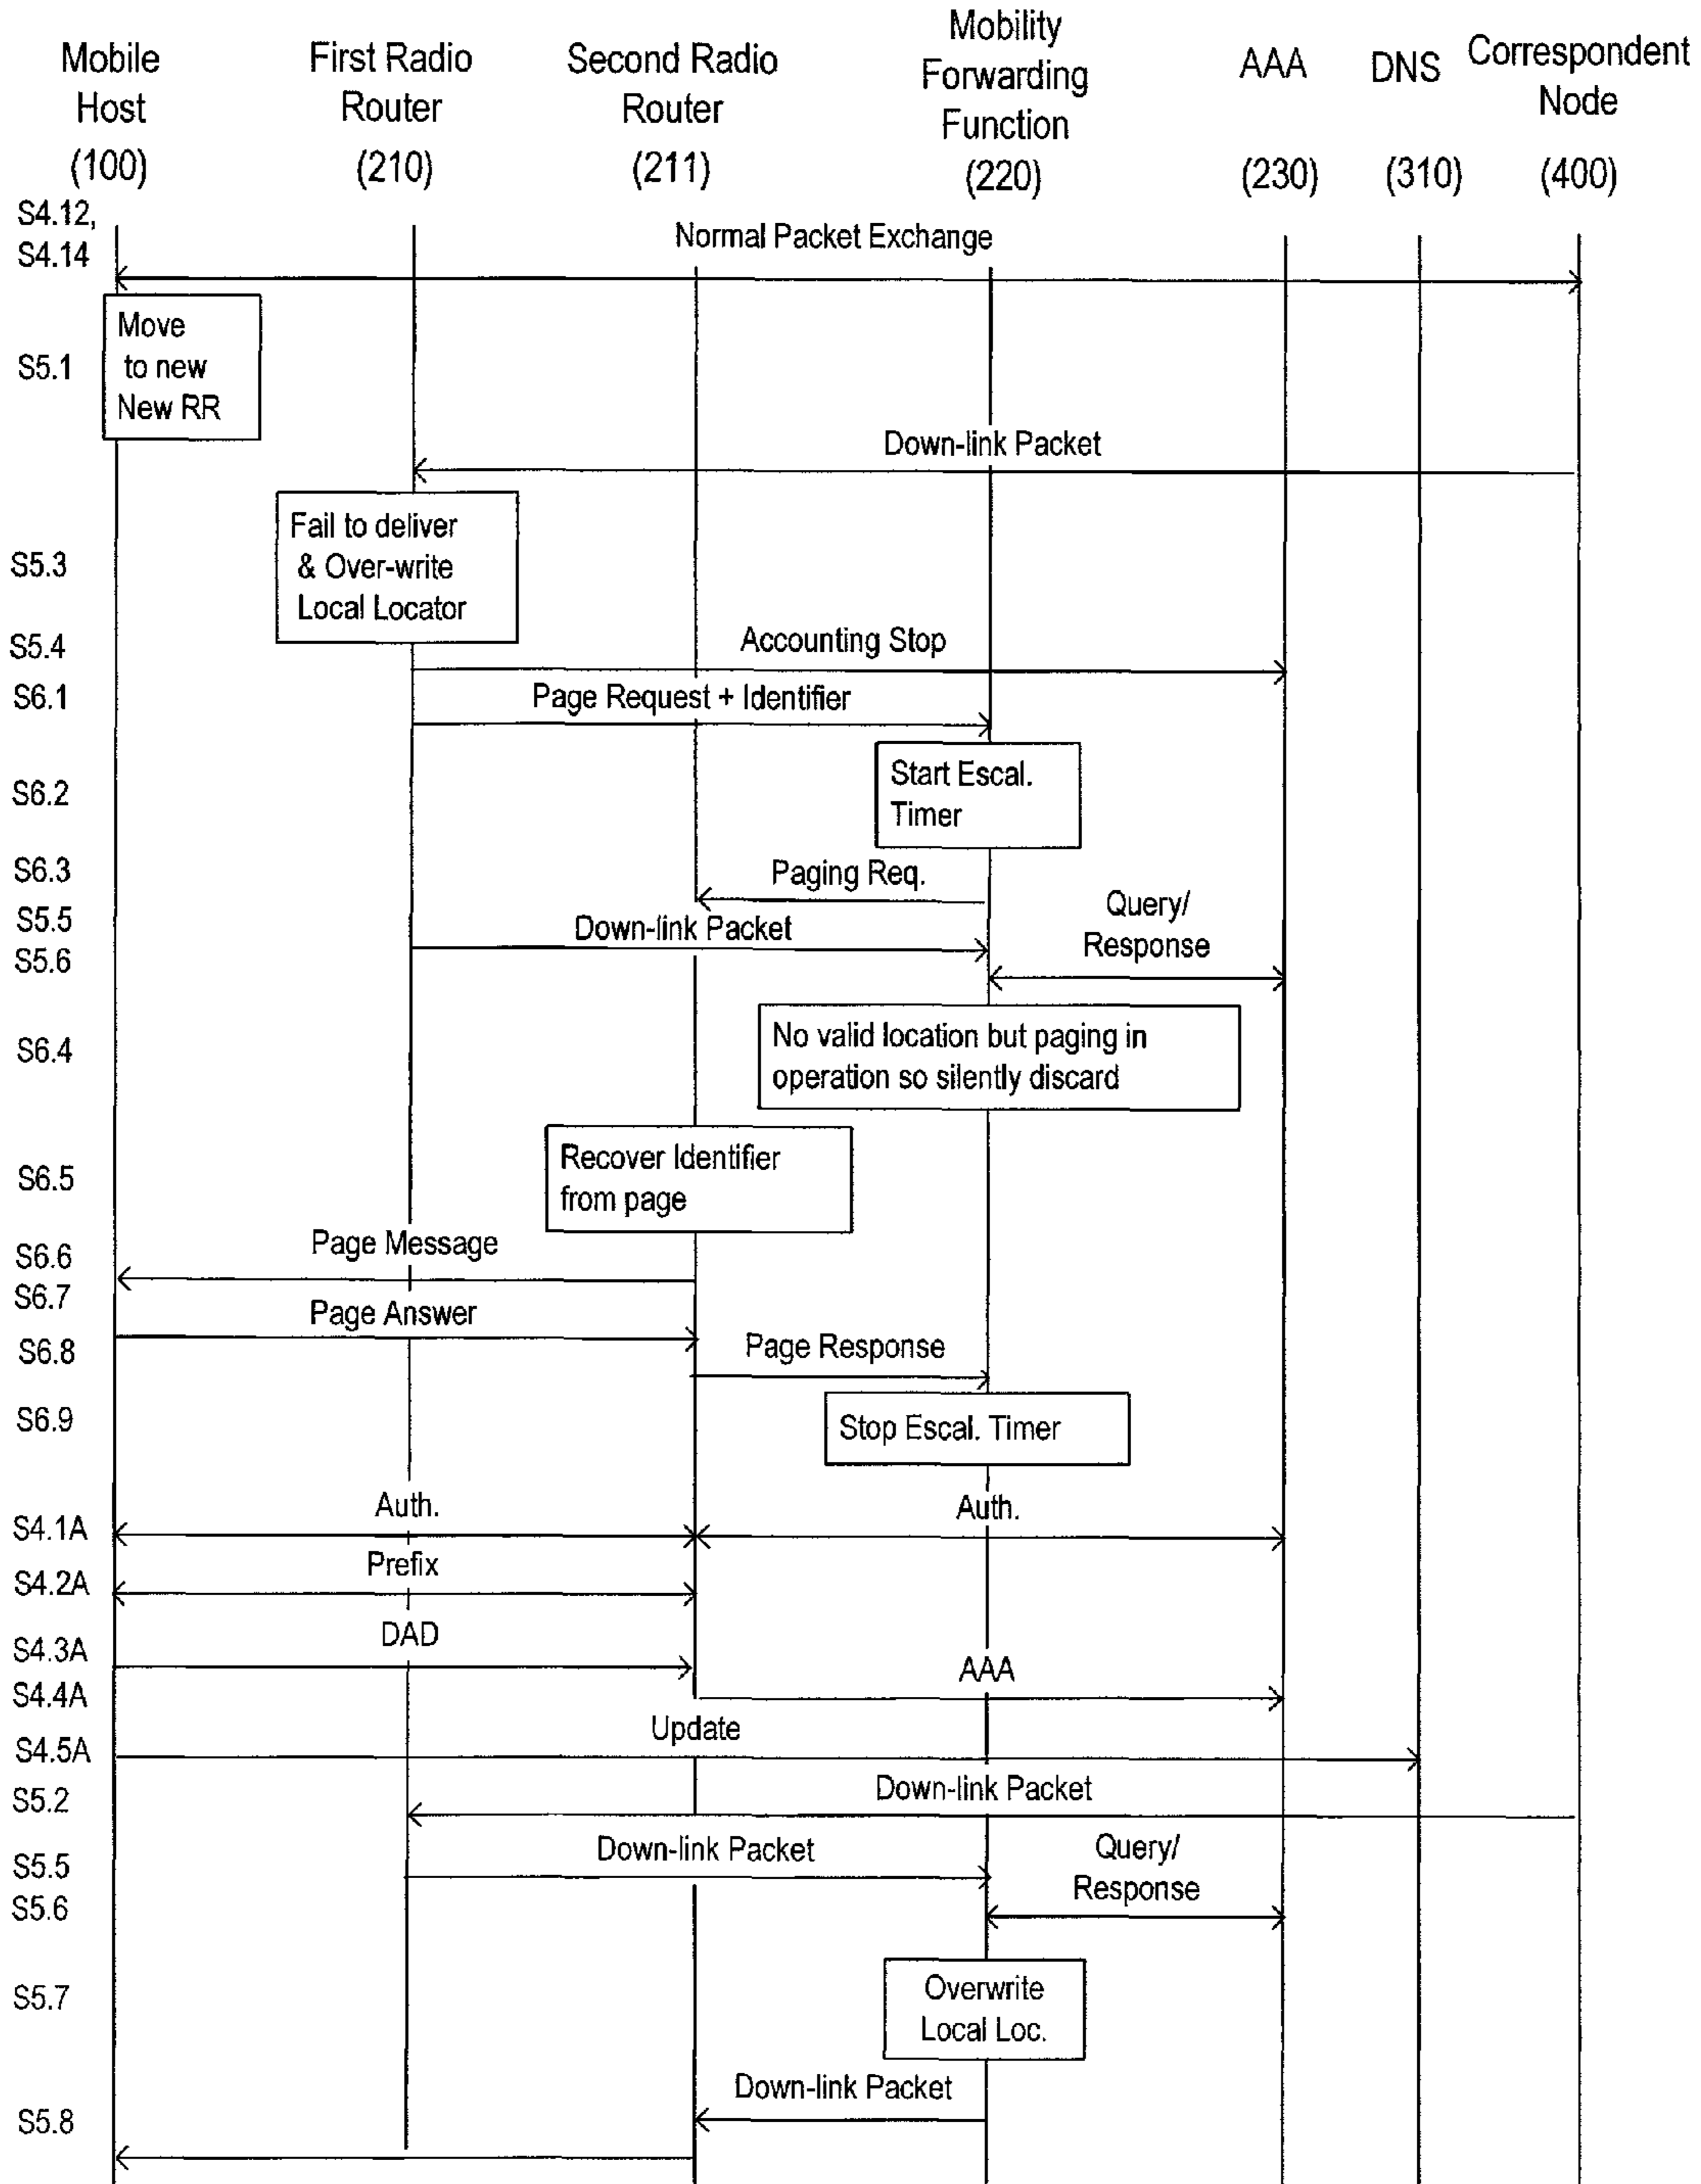 Mobile
Host
(100)
First Radio
Router
(210)
Second Radio
Router
(211)
Mobility
Forwarding
Function
(220)
AAA
(230)
DNS
(310)
Correspondent
Node
(400)
S4.12,
S4.14
Normal Packet Exchange
S5.1
Move
to new
New RR
Down-link Packet
S5.3
Fail to deliver
& Over-write
Local Locator
S5.4
Accounting Stop
S6.1
Page Request + Identifier
S6.2
Start Escal.
Timer
S6.3
Paging Req.
S5.5
Down-link Packet
S5.6
Query/
Response
S6.4
No valid location but paging in
operation so silently discard
S6.5
Recover Identifier
from page
S6.6
Page Message
S6.7
Page Answer
S6.8
Page Response
S6.9
Stop Escal. Timer
S4.1A
Auth.
Auth.
S4.2A
Prefix
S4.3A
DAD
S4.4A
AAA
S4.5A
Update
S5.2
Down-link Packet
S5.5
Down-link Packet
S5.6
Query/
Response
S5.7
Overwrite
Local Loc.
Down-link Packet
S5.8